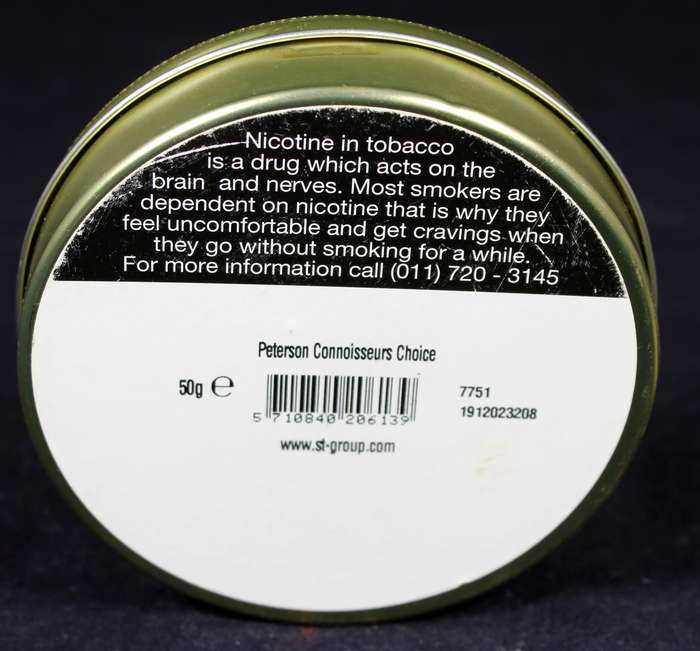 Nicotine in tobacco
is a drug which acts on the
brain and nerves. Most smokers are
dependent on nicotine that is why they
feel uncomfortable and get cravings when
they go without smoking for a while.
For more information call (011) 720 - 3145
Peterson Connoisseurs Choice
50g ℮
5 710840 206139
7751
1912023208
www.st-group.com